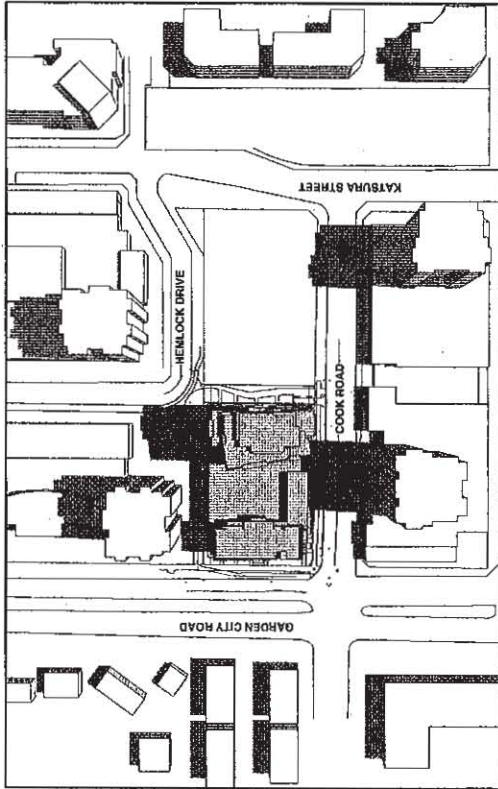 KATSURA STREET
HEMLOCK DRIVE
COOK ROAD
GARDEN CITY ROAD